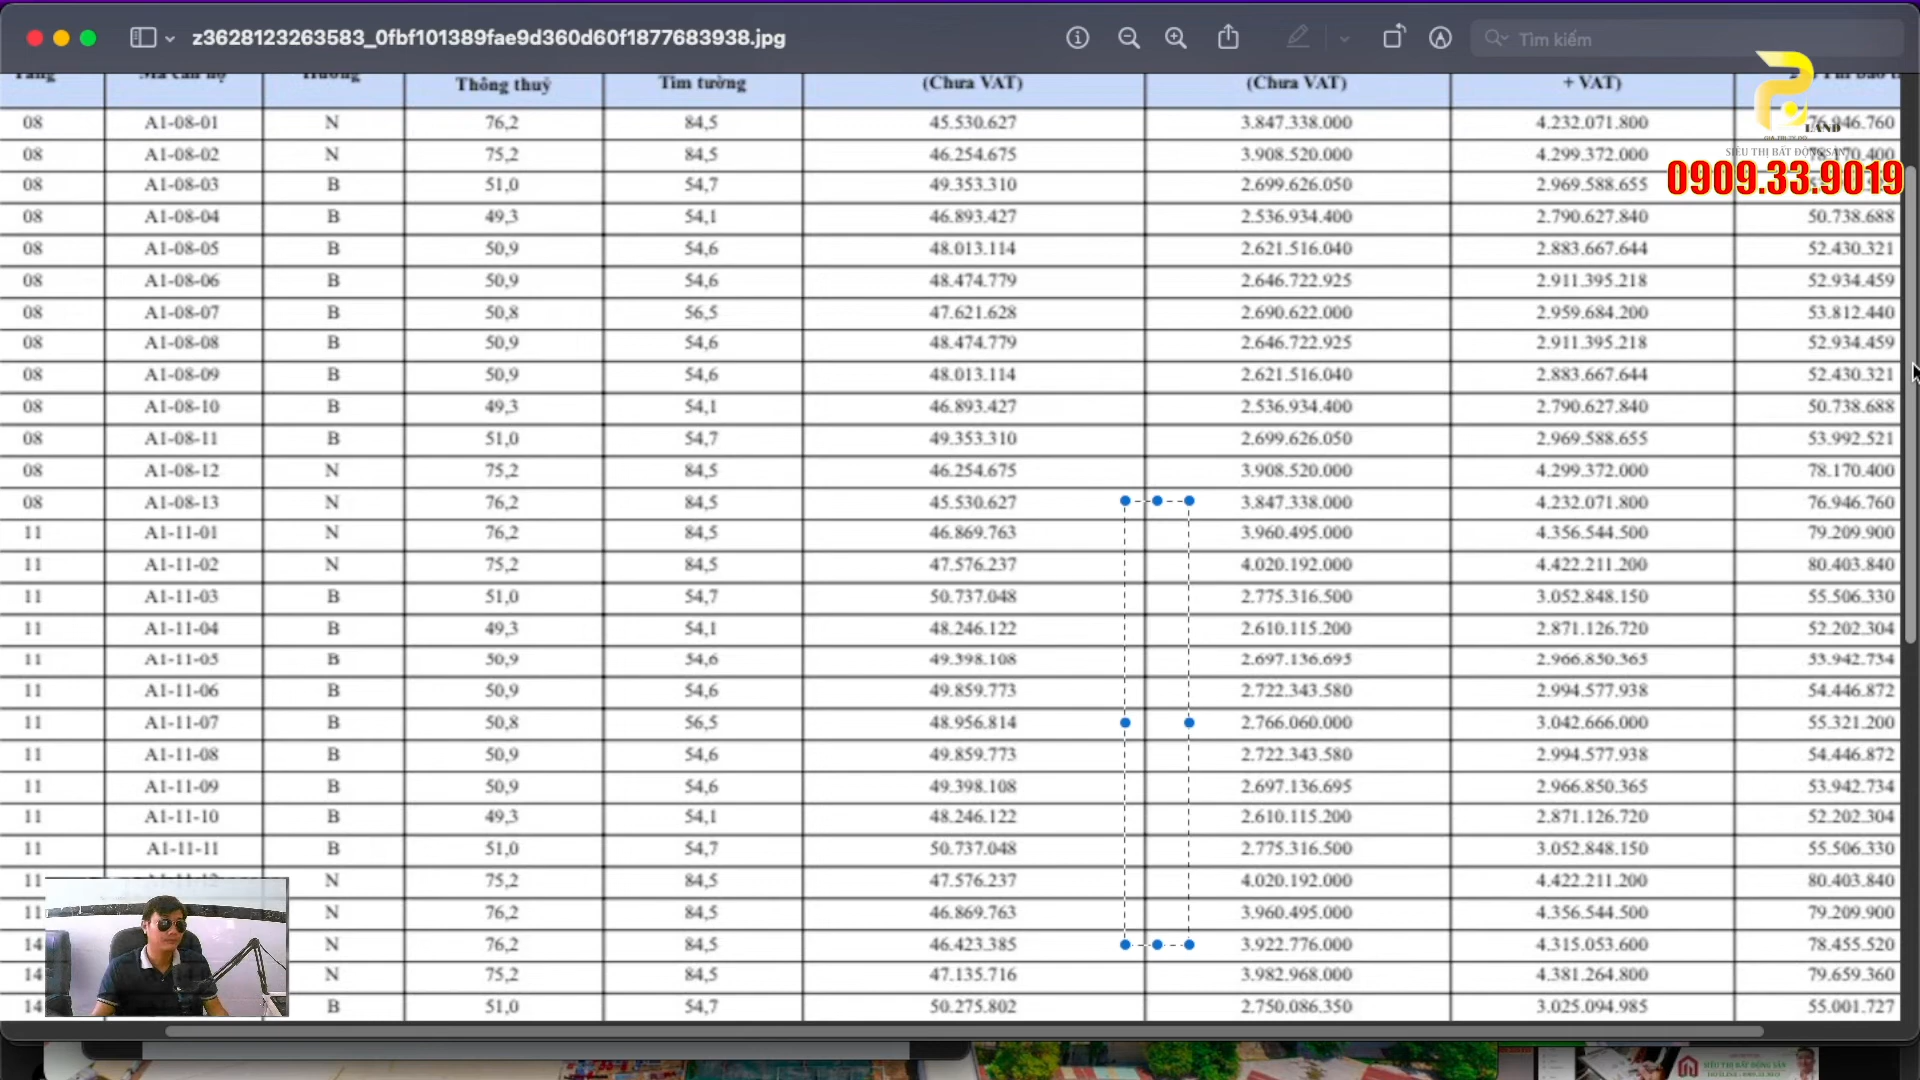 z3628123263583_0fbf101389fae9d360d60f1877683938.jpg
Tìm kiếm
Tầng Mã căn hộ Hướng Thông thuỷ Tim tường (Chưa VAT) (Chưa VAT) + VAT)
LAND
SIÊU THỊ BẤT ĐỘNG SẢN
0909.33.9019
08 A1-08-01 N 76,2 84,5 45.530.627 3.847.338.000 4.232.071.800 76.946.760
08 A1-08-02 N 75,2 84,5 46.254.675 3.908.520.000 4.299.372.000 78.170.400
08 A1-08-03 B 51,0 54,7 49.353.310 2.699.626.050 2.969.588.655
08 A1-08-04 B 49,3 54,1 46.893.427 2.536.934.400 2.790.627.840 50.738.688
08 A1-08-05 B 50,9 54,6 48.013.114 2.621.516.040 2.883.667.644 52.430.321
08 A1-08-06 B 50,9 54,6 48.474.779 2.646.722.925 2.911.395.218 52.934.459
08 A1-08-07 B 50,8 56,5 47.621.628 2.690.622.000 2.959.684.200 53.812.440
08 A1-08-08 B 50,9 54,6 48.474.779 2.646.722.925 2.911.395.218 52.934.459
08 A1-08-09 B 50,9 54,6 48.013.114 2.621.516.040 2.883.667.644 52.430.321
08 A1-08-10 B 49,3 54,1 46.893.427 2.536.934.400 2.790.627.840 50.738.688
08 A1-08-11 B 51,0 54,7 49.353.310 2.699.626.050 2.969.588.655 53.992.521
08 A1-08-12 N 75,2 84,5 46.254.675 3.908.520.000 4.299.372.000 78.170.400
08 A1-08-13 N 76,2 84,5 45.530.627 3.847.338.000 4.232.071.800 76.946.760
11 A1-11-01 N 76,2 84,5 46.869.763 3.960.495.000 4.356.544.500 79.209.900
11 A1-11-02 N 75,2 84,5 47.576.237 4.020.192.000 4.422.211.200 80.403.840
11 A1-11-03 B 51,0 54,7 50.737.048 2.775.316.500 3.052.848.150 55.506.330
11 A1-11-04 B 49,3 54,1 48.246.122 2.610.115.200 2.871.126.720 52.202.304
11 A1-11-05 B 50,9 54,6 49.398.108 2.697.136.695 2.966.850.365 53.942.734
11 A1-11-06 B 50,9 54,6 49.859.773 2.722.343.580 2.994.577.938 54.446.872
11 A1-11-07 B 50,8 56,5 48.956.814 2.766.060.000 3.042.666.000 55.321.200
11 A1-11-08 B 50,9 54,6 49.859.773 2.722.343.580 2.994.577.938 54.446.872
11 A1-11-09 B 50,9 54,6 49.398.108 2.697.136.695 2.966.850.365 53.942.734
11 A1-11-10 B 49,3 54,1 48.246.122 2.610.115.200 2.871.126.720 52.202.304
11 A1-11-11 B 51,0 54,7 50.737.048 2.775.316.500 3.052.848.150 55.506.330
11 N 75,2 84,5 47.576.237 4.020.192.000 4.422.211.200 80.403.840
11 N 76,2 84,5 46.869.763 3.960.495.000 4.356.544.500 79.209.900
14 N 76,2 84,5 46.423.385 3.922.776.000 4.315.053.600 78.455.520
14 N 75,2 84,5 47.135.716 3.982.968.000 4.381.264.800 79.659.360
14 B 51,0 54,7 50.275.802 2.750.086.350 3.025.094.985 55.001.727
SIÊU THỊ BẤT ĐỘNG SẢN